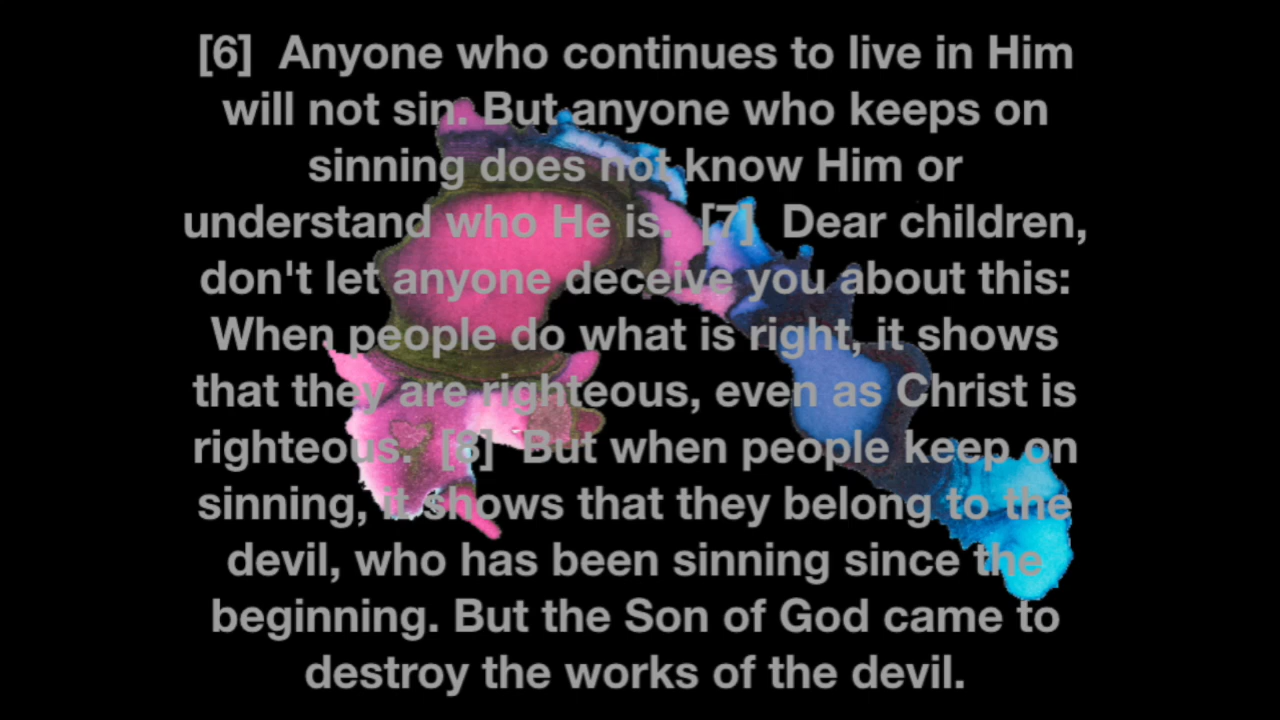 [6] Anyone who continues to live in Him
will not sin. But anyone who keeps on
sinning does not know Him or
understand who He is. [7] Dear children,
don't let anyone deceive you about this:
When people do what is right, it shows
that they are righteous, even as Christ is
righteous. [8] But when people keep on
sinning, it shows that they belong to the
devil, who has been sinning since the
beginning. But the Son of God came to
destroy the works of the devil.